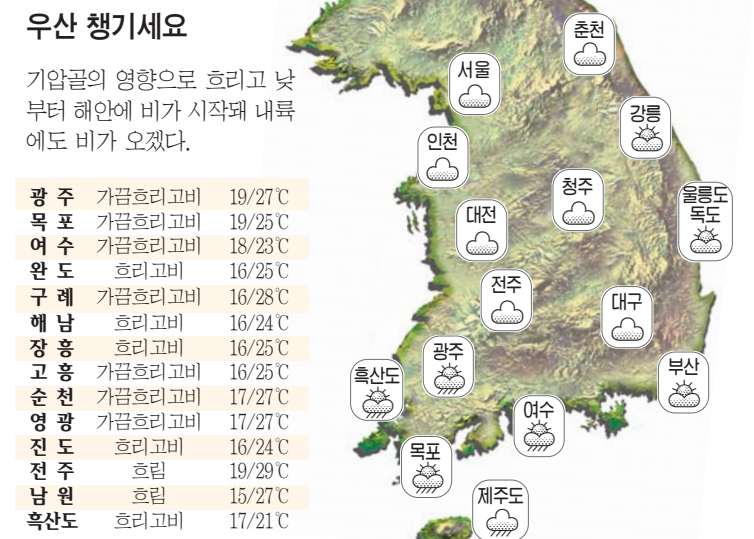 우산 챙기세요
기압골의 영향으로 흐리고 낮
부터 해안에 비가 시작돼 내륙
에도 비가 오겠다.
광 주 가끔흐리고비 19/27℃
목 포 가끔흐리고비 19/25℃
여 수 가끔흐리고비 18/23℃
완 도 흐리고비 16/25℃
구 례 가끔흐리고비 16/28℃
해 남 흐리고비 16/24℃
장 흥 흐리고비 16/25℃
고 흥 가끔흐리고비 16/25℃
순 천 가끔흐리고비 17/27℃
영 광 가끔흐리고비 17/27℃
진 도 흐리고비 16/24℃
전 주 흐림 19/29℃
남 원 흐림 15/27℃
흑산도 흐리고비 17/21℃
춘천
서울
강릉
인천
청주
울릉도
독도
대전
전주
대구
광주
흑산도
부산
여수
목포
제주도